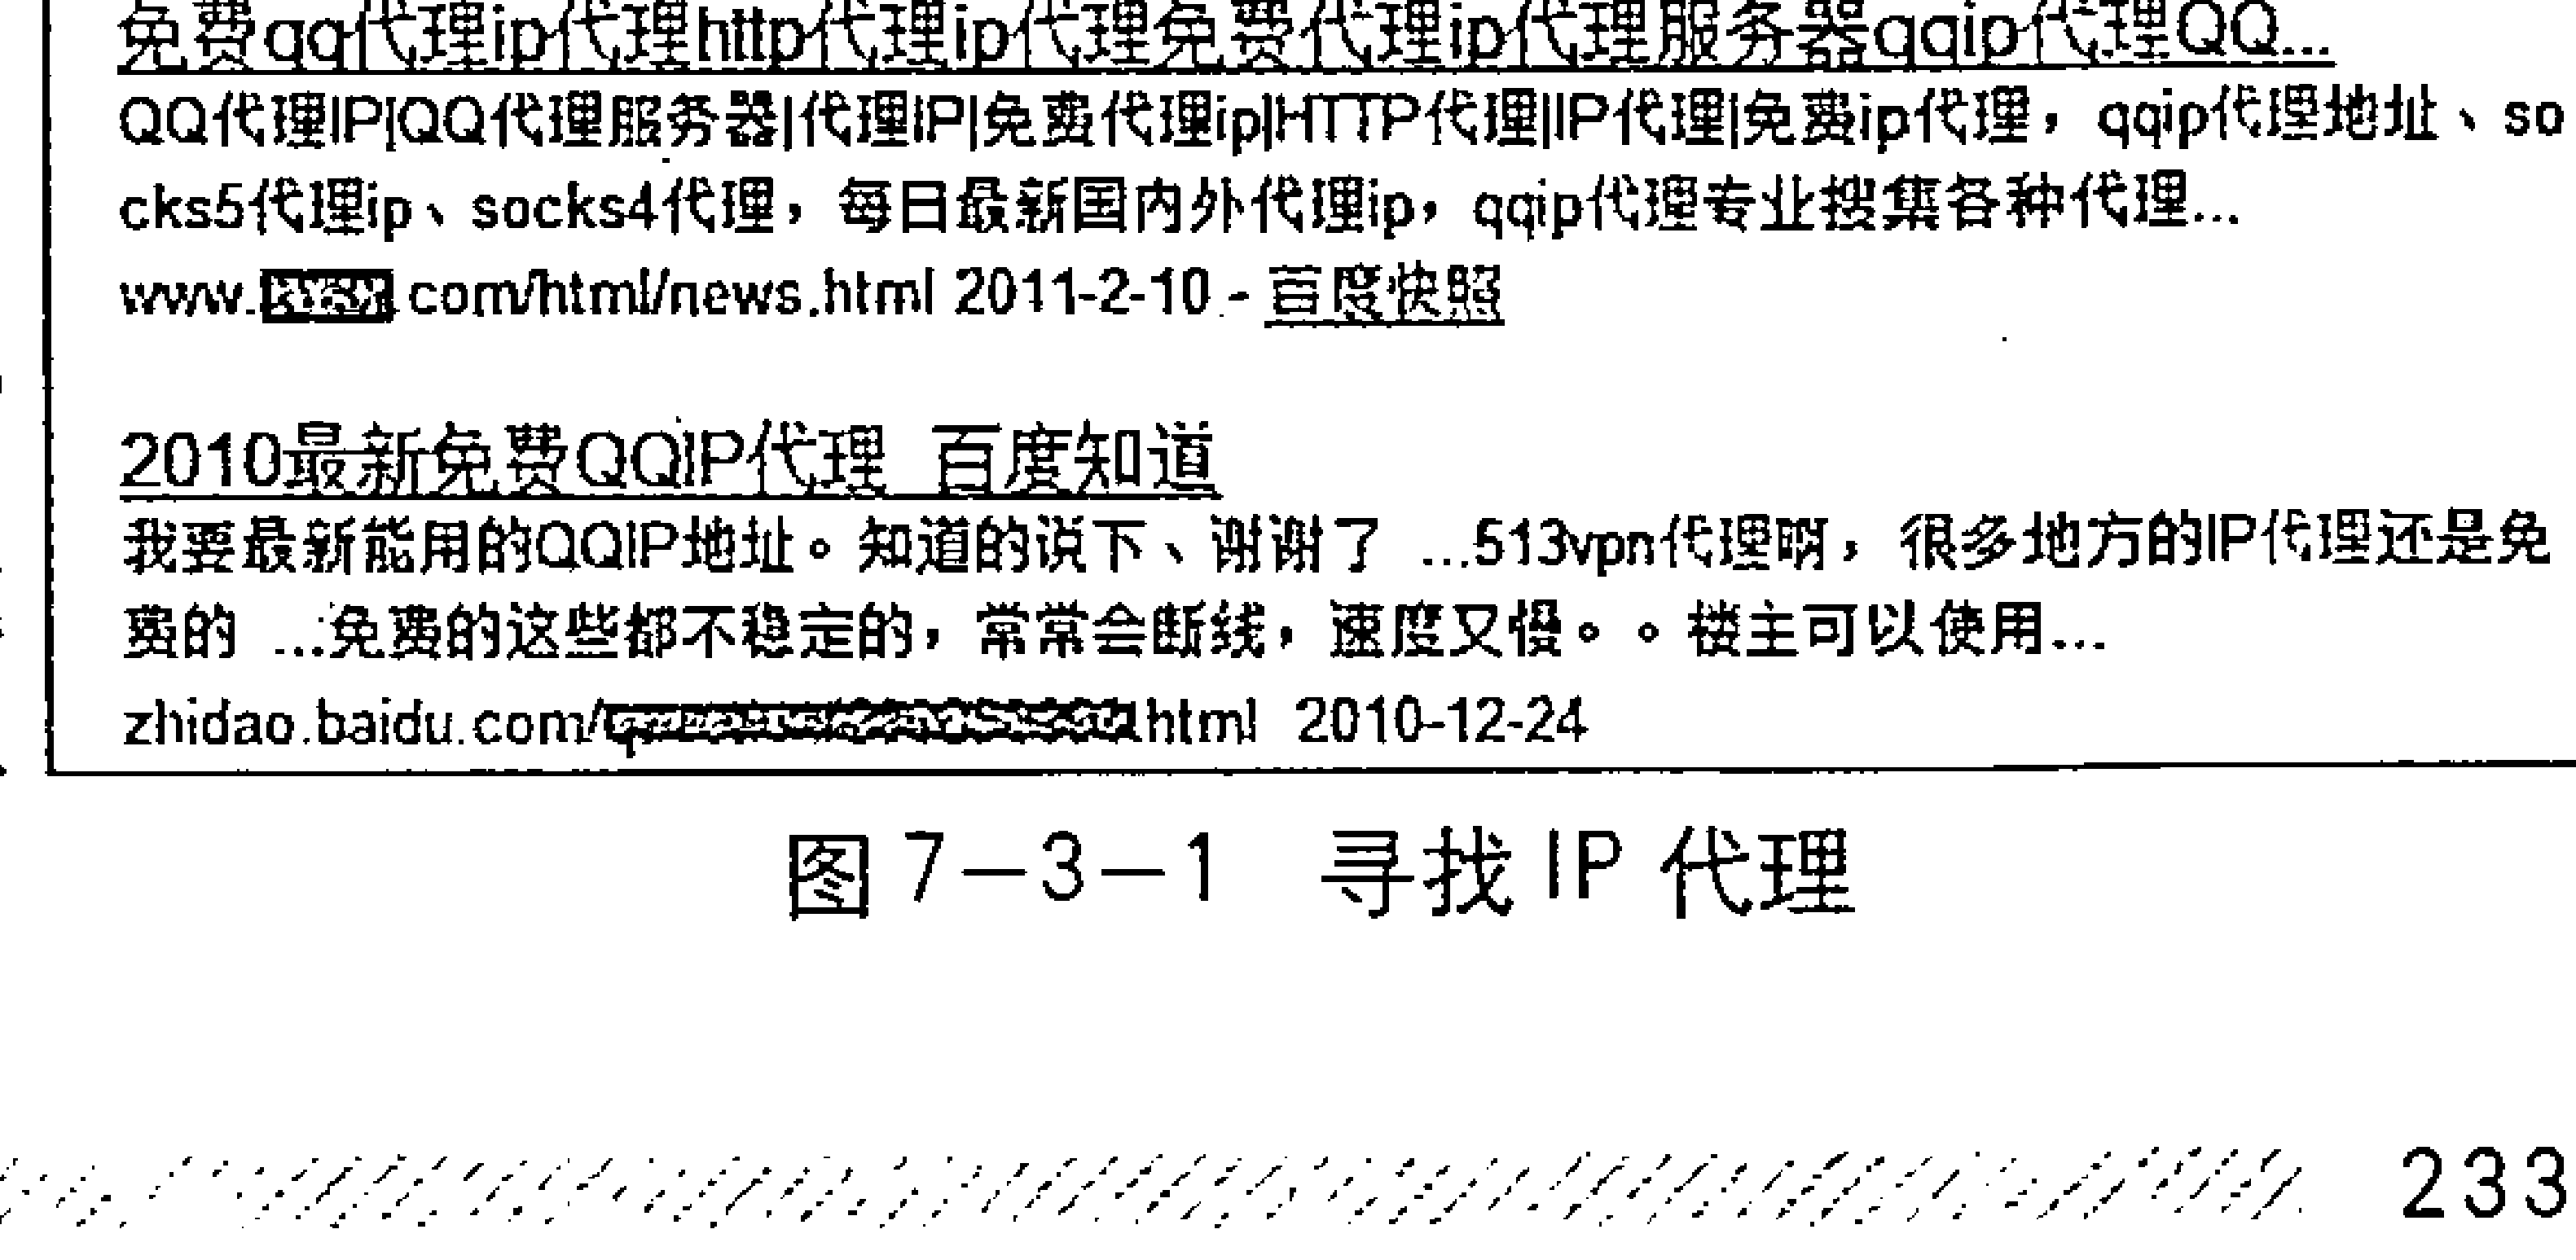 免费qq代理ip代理http代理ip代理免费代理ip代理服务器qqip代理QQ...
QQ代理IP|QQ代理服务器|代理IP|免费代理ip|HTTP代理|IP代理|免费ip代理，qqip代理地址、so
cks5代理ip、socks4代理，每日最新国内外代理ip，qqip代理专业搜集各种代理...
www. .com/html/news.html 2011-2-10 - 百度快照
2010最新免费QQIP代理 百度知道
我要最新能用的QQIP地址。知道的说下、谢谢了 ...513vpn代理啊，很多地方的IP代理还是免
费的 ...免费的这些都不稳定的，常常会断线，速度又慢。。楼主可以使用...
zhidao.baidu.com/ html 2010-12-24
图 7－3－1 寻找 IP 代理
233